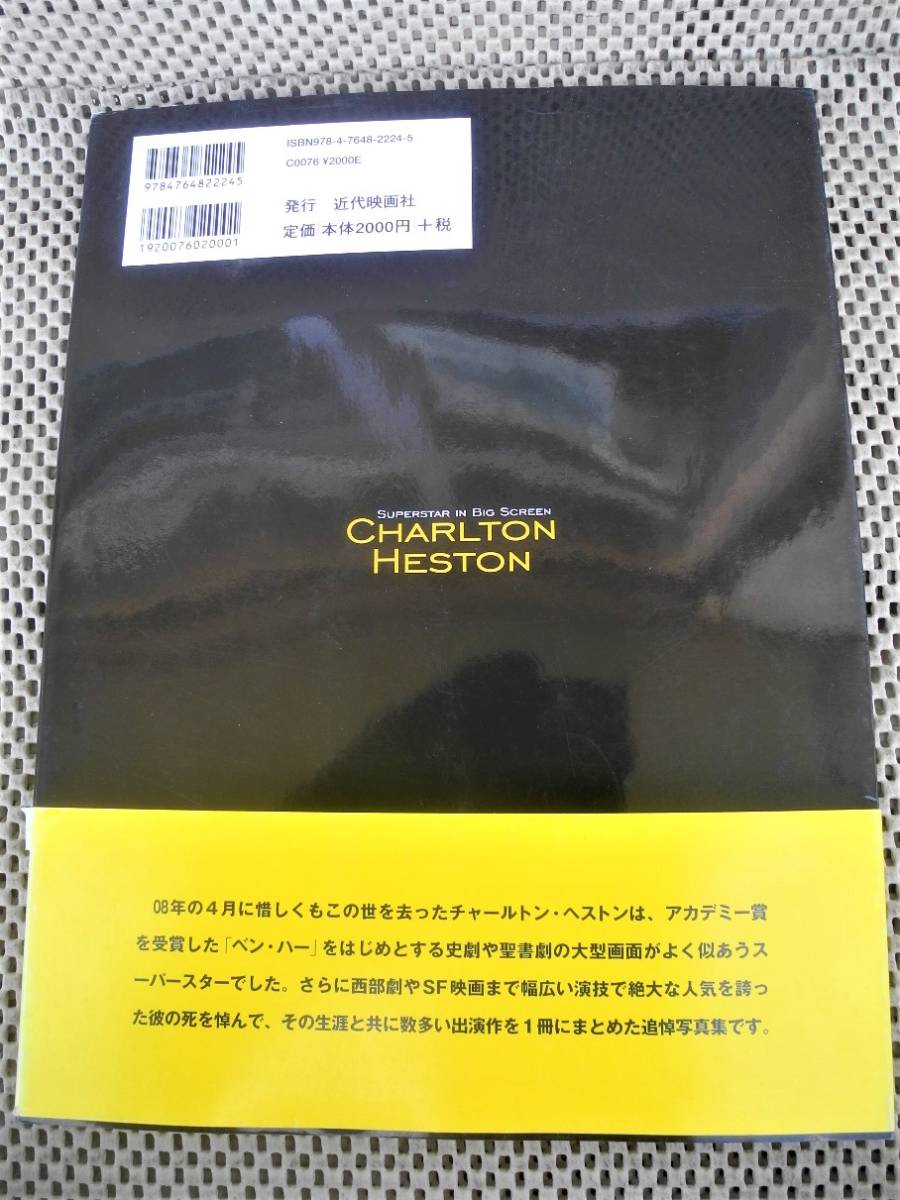 ISBN978-4-7648-2224-5
C0076 ¥2000E
9784764822245
発行 近代映画社
定価 本体2000円 +税
1920076020001
SUPERSTAR IN BIG SCREEN
CHARLTON
HESTON
08年の4月に惜しくもこの世を去ったチャールトン・ヘストンは、アカデミー賞
を受賞した「ベン・ハー」をはじめとする史劇や聖書劇の大型画面がよく似あうス
ーパースターでした。さらに西部劇やSF映画まで幅広い演技で絶大な人気を誇っ
た彼の死を悼んで、その生涯と共に数多い出演作を1冊にまとめた追悼写真集です。